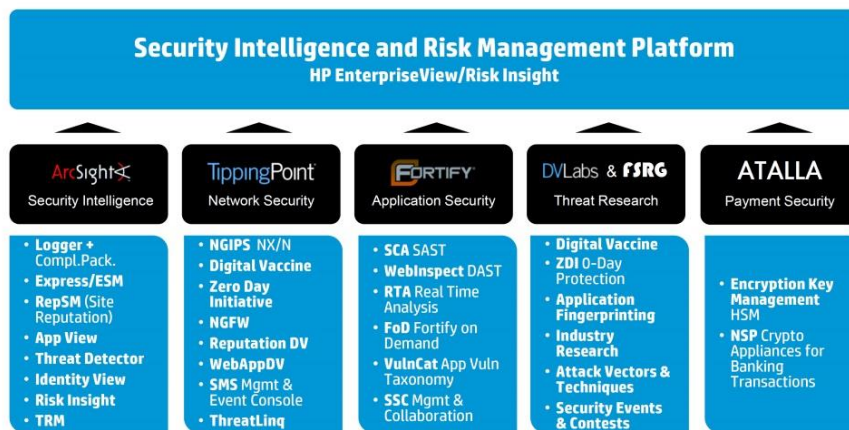 Security Intelligence and Risk Management Platform
HP EnterpriseView/Risk Insight
ArcSight
Security Intelligence
• Logger +
Compl.Pack.
• Express/ESM
• RepSM (Site
Reputation)
• App View
• Threat Detector
• Identity View
• Risk Insight
• TRM
TippingPoint
Network Security
• NGIPS NX/N
• Digital Vaccine
• Zero Day
Initiative
• NGFW
• Reputation DV
• WebAppDV
• SMS Mgmt &
Event Console
• ThreatLinq
FORTIFY
Application Security
• SCA SAST
• WebInspect DAST
• RTA Real Time
Analysis
• FoD Fortify on
Demand
• VulnCat App Vuln
Taxonomy
• SSC Mgmt &
Collaboration
DVLabs & FSRG
Threat Research
• Digital Vaccine
• ZDI 0-Day
Protection
• Application
Fingerprinting
• Industry
Research
• Attack Vectors &
Techniques
• Security Events
& Contests
ATALLA
Payment Security
• Encryption Key
Management
HSM
• NSP Crypto
Appliances for
Banking
Transactions